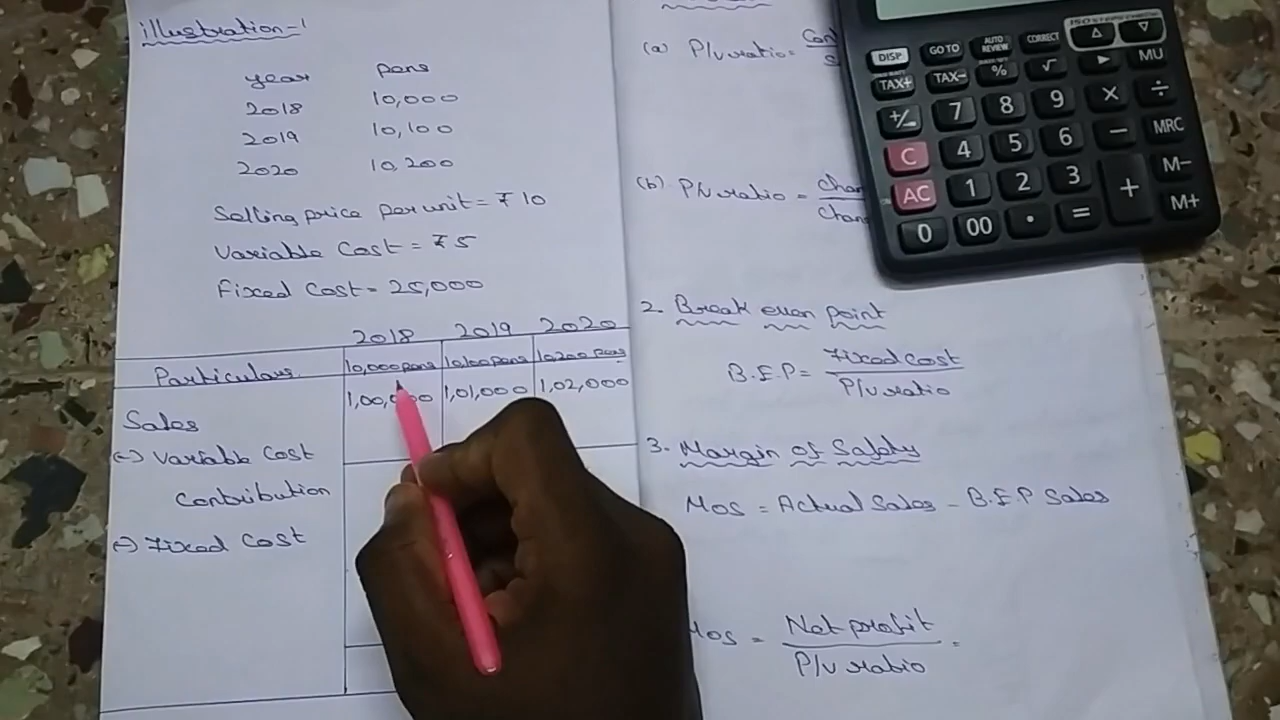 illustration-1
year pens
2018 10,000
2019 10,100
2020 10,200
Selling price per unit = ₹10
Variable Cost = ₹5
Fixed Cost = 25,000
2018 2019 2020
Particulars 10,000 pens 10,100 pens 10,200 pens
Sales 1,00,000 1,01,000 1,02,000
(-) Variable Cost
Contribution
(-) Fixed Cost
(a) P/v ratio =
(b) P/v ratio =
2. Break even point
B.E.P = Fixed cost
P/v ratio
3. Margin of Safety
MOS = Actual Sales - B.E.P Sales
MOS = Net profit =
P/v ratio
DISP GO TO AUTO REVIEW CORRECT △ ▽
TAX+ TAX- % √ ▶ MU
+/- 7 8 9 × ÷
C 4 5 6 − MRC
AC 1 2 3 + M-
0 00 • = M+